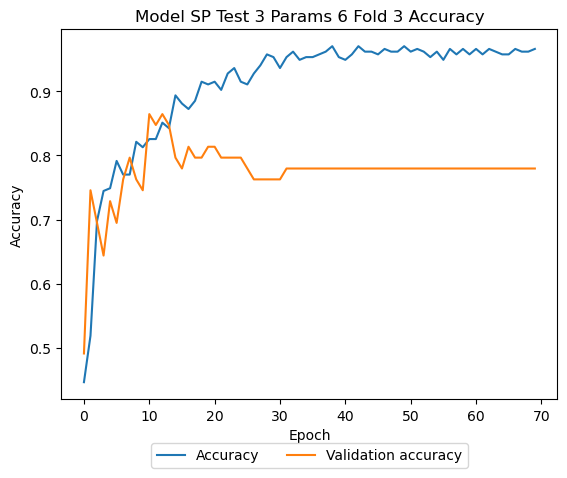 Model SP Test 3 Params 6 Fold 3 Accuracy
Accuracy
0.9
0.8
0.7
0.6
0.5
0 10 20 30 40 50 60 70
Epoch
Accuracy Validation accuracy